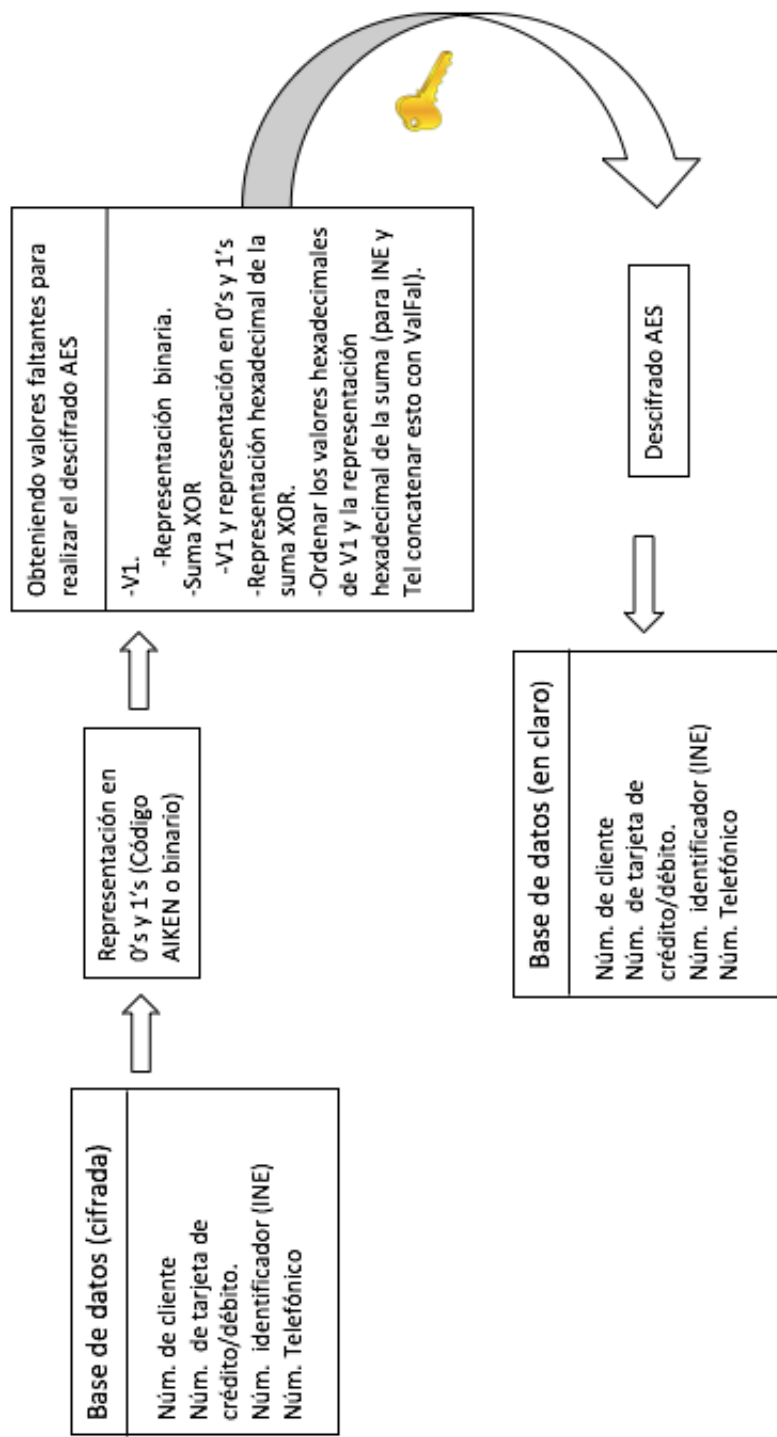 Base de datos (cifrada)
Núm. de cliente
Núm. de tarjeta de
crédito/débito.
Núm. identificador (INE)
Núm. Telefónico
Representación en
0’s y 1’s (Código
AIKEN o binario)
Obteniendo valores faltantes para
realizar el descifrado AES
-V1.
-Representación binaria.
-Suma XOR
-V1 y representación en 0’s y 1’s
-Representación hexadecimal de la
suma XOR.
-Ordenar los valores hexadecimales
de V1 y la representación
hexadecimal de la suma (para INE y
Tel concatenar esto con ValFal).
Descifrado AES
Base de datos (en claro)
Núm. de cliente
Núm. de tarjeta de
crédito/débito.
Núm. identificador (INE)
Núm. Telefónico